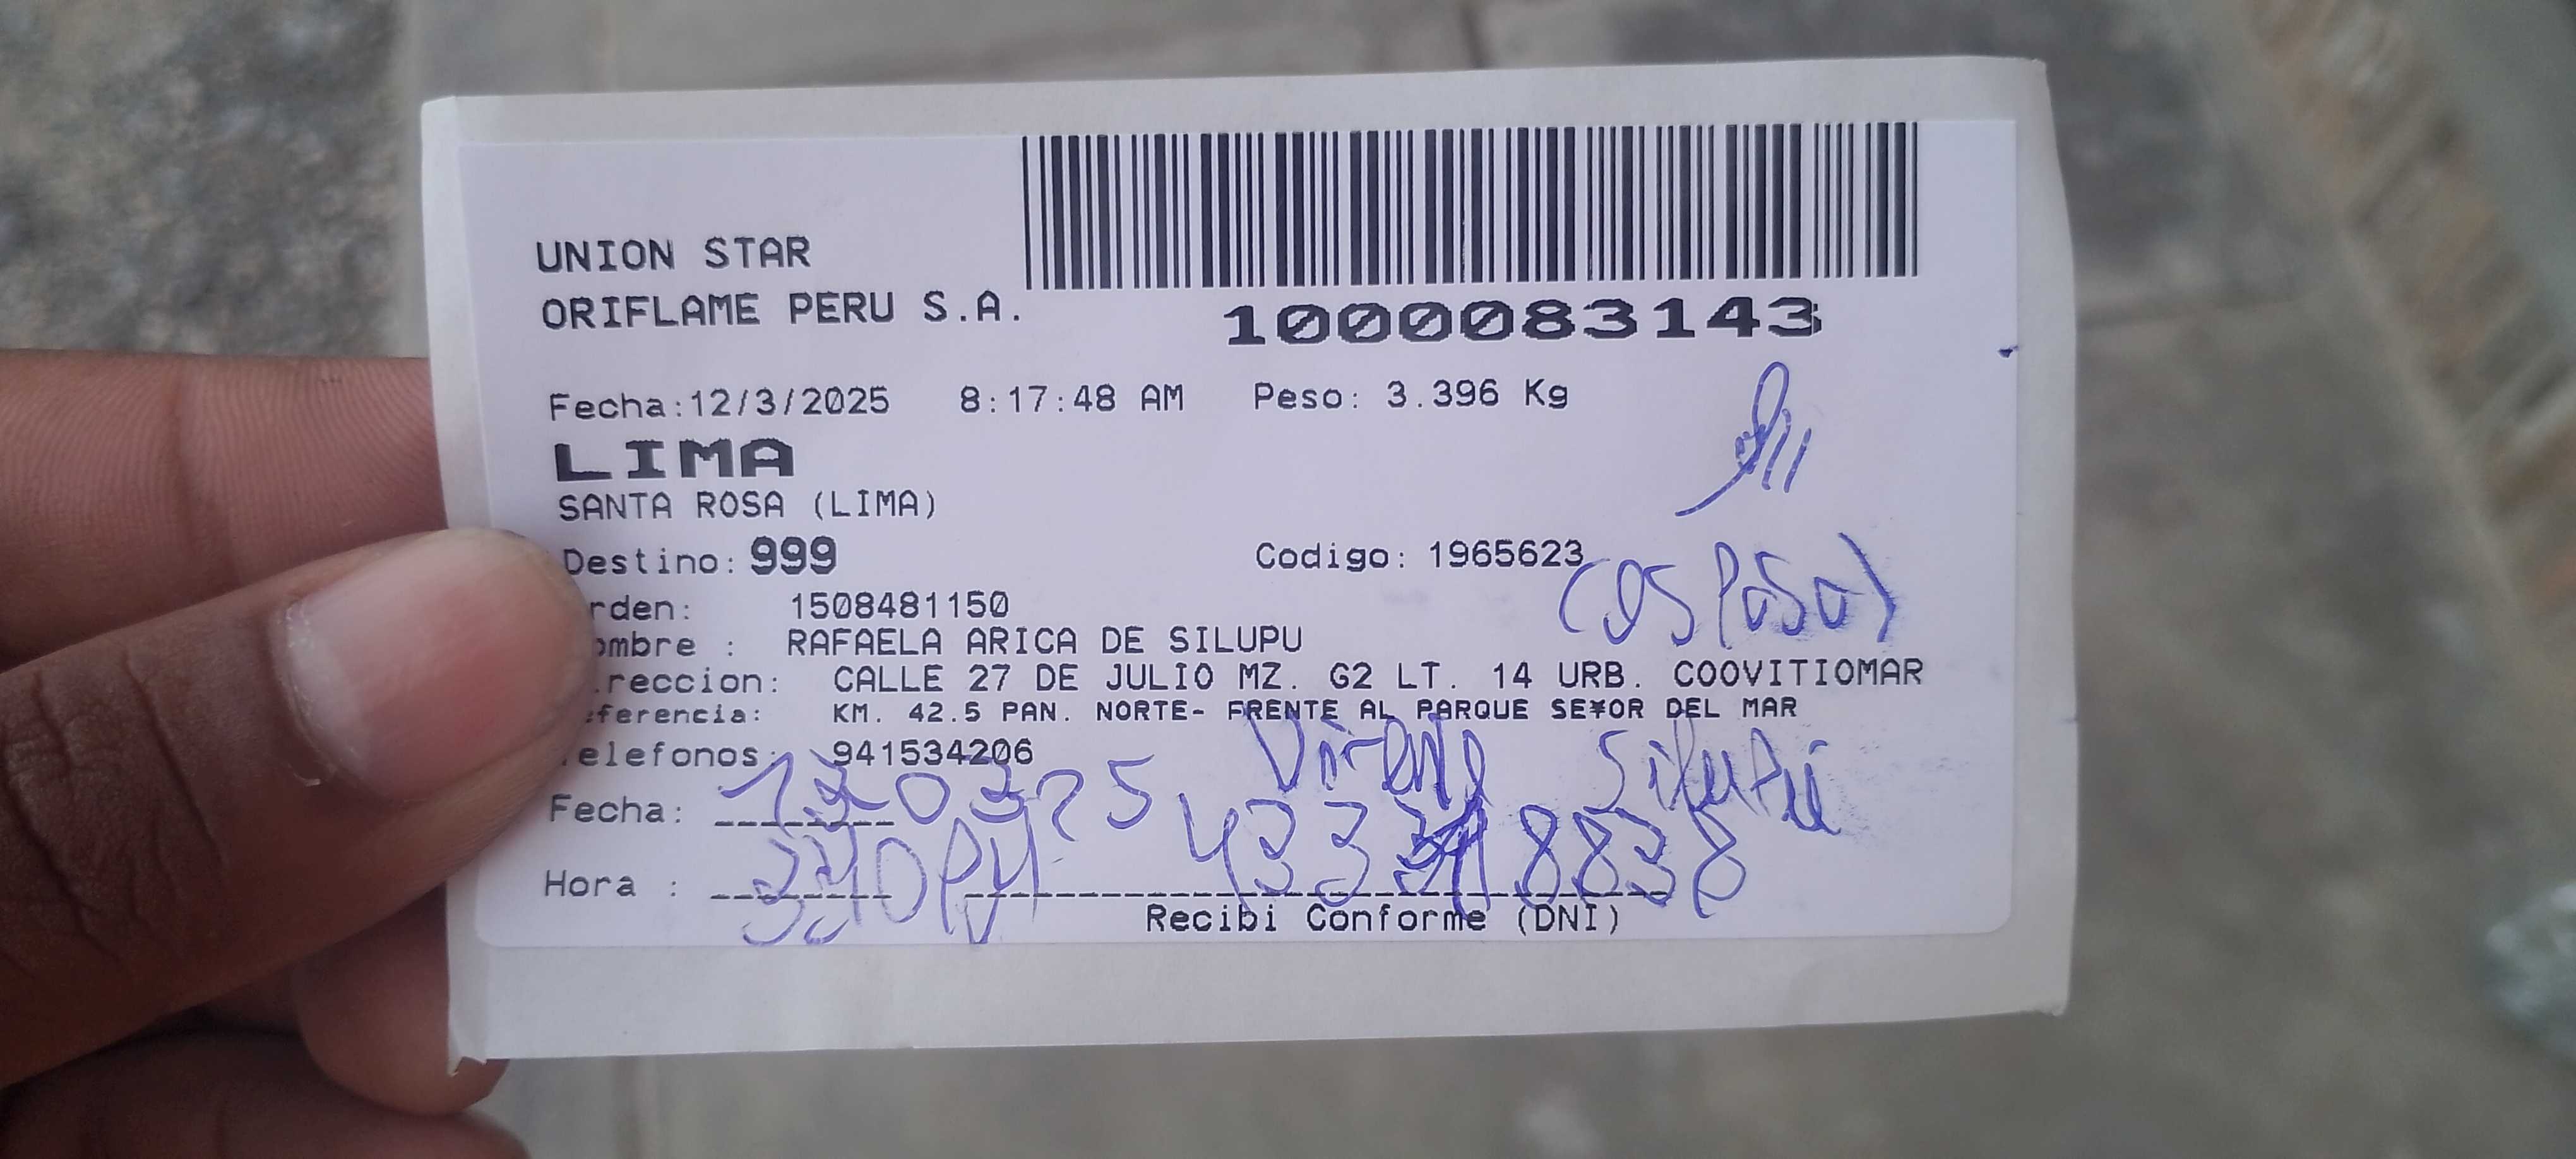 UNION STAR
ORIFLAME PERU S.A.
1000083143
Fecha:12/3/2025 8:17:48 AM Peso: 3.396 Kg
LIMA
SANTA ROSA (LIMA)
Destino: 999 Codigo: 1965623
rden: 1508481150
(esposo)
ombre : RAFAELA ARICA DE SILUPU
reccion: CALLE 27 DE JULIO MZ. G2 LT. 14 URB. COOVITIOMAR
ferencia: KM. 42.5 PAN. NORTE- FRENTE AL PARQUE SE¥OR DEL MAR
elefonos: 941534206
Silupú
Fecha:
Hora :
Recibi Conforme (DNI)